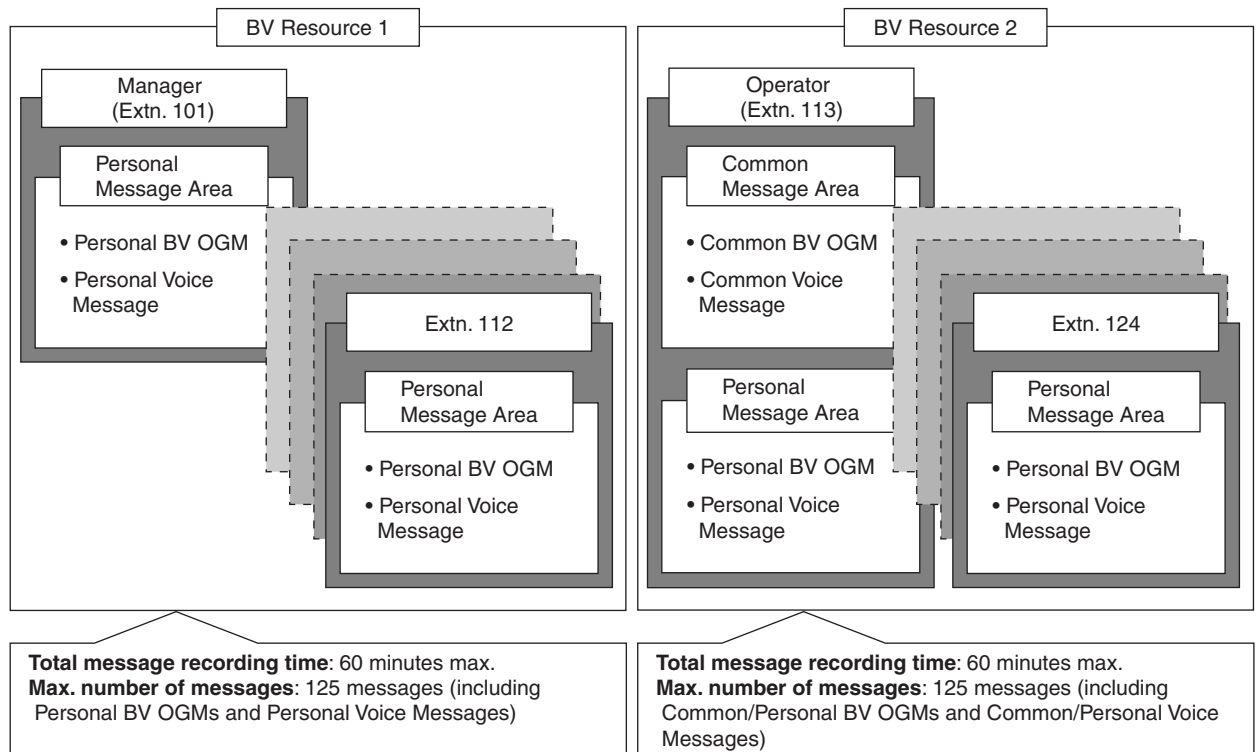 BV Resource 1
Manager
(Extn. 101)
Personal
Message Area
• Personal BV OGM
• Personal Voice
Message
Extn. 112
Personal
Message Area
• Personal BV OGM
• Personal Voice
Message
Total message recording time: 60 minutes max.
Max. number of messages: 125 messages (including
Personal BV OGMs and Personal Voice Messages)
BV Resource 2
Operator
(Extn. 113)
Common
Message Area
• Common BV OGM
• Common Voice
Message
Personal
Message Area
• Personal BV OGM
• Personal Voice
Message
Extn. 124
Personal
Message Area
• Personal BV OGM
• Personal Voice
Message
Total message recording time: 60 minutes max.
Max. number of messages: 125 messages (including
Common/Personal BV OGMs and Common/Personal Voice
Messages)